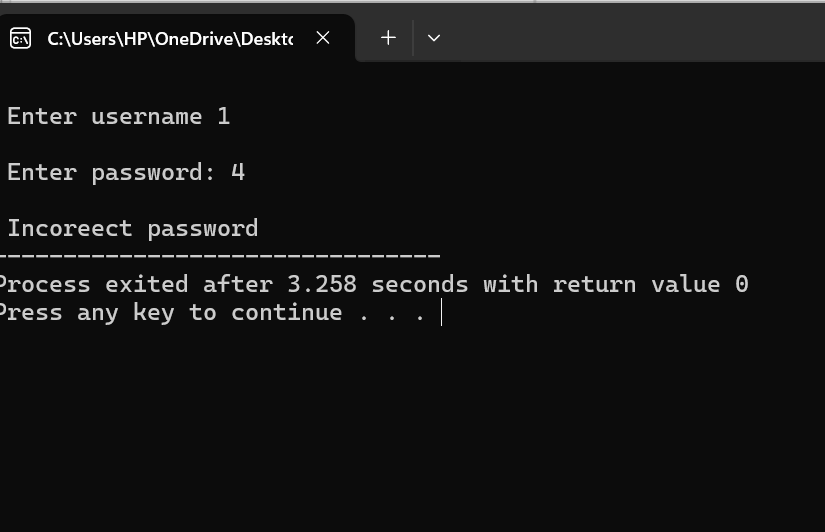 C:\Users\HP\OneDrive\Deskto
Enter username 1
Enter password: 4
Incoreect password
--------------------------------
Process exited after 3.258 seconds with return value 0
Press any key to continue . . .